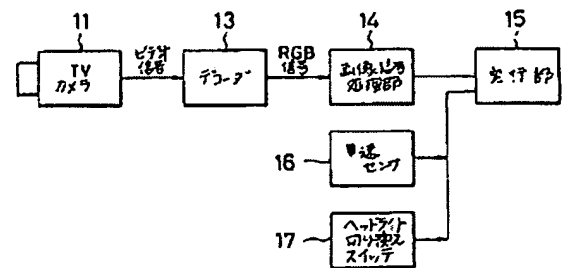 11
13
14
15
TV
カメラ
ビデオ
信号
デコーダ
RGB
信号
画像信号
処理部
実行部
16
車速
センサ
17
ヘッドライト
切り換え
スイッチ